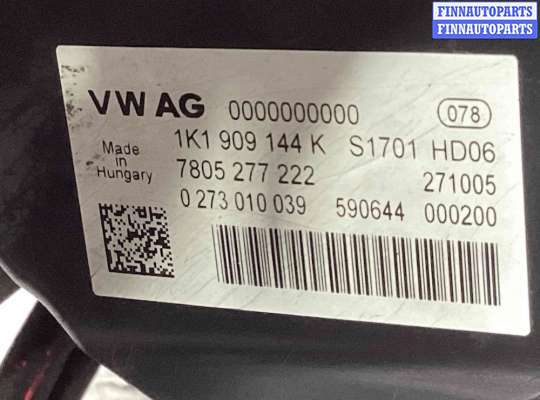 FINNAUTOPARTS
FINNAUTOPARTS
VW AG 0000000000 078
1K1 909 144 K S1701 HD06
Made in Hungary
7805 277 222 271005
0 273 010 039 590644 000200